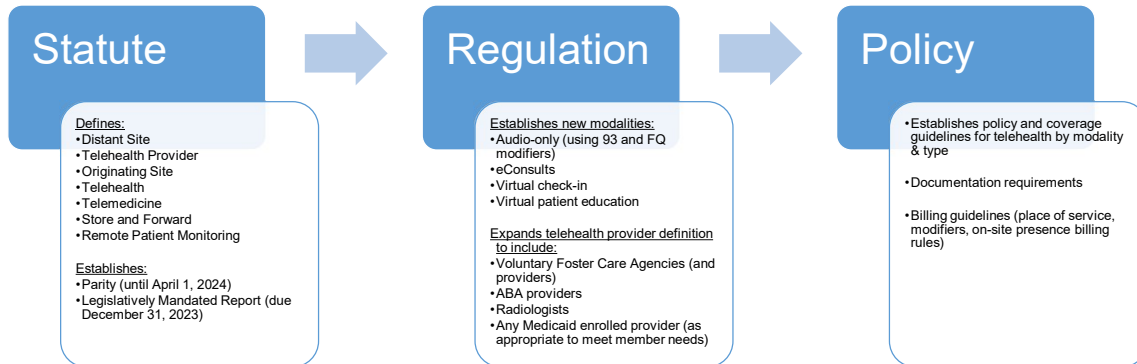 Statute
Defines:
•Distant Site
•Telehealth Provider
•Originating Site
•Telehealth
•Telemedicine
•Store and Forward
•Remote Patient Monitoring
Establishes:
•Parity (until April 1, 2024)
•Legislatively Mandated Report (due
December 31, 2023)
Regulation
Establishes new modalities:
•Audio-only (using 93 and FQ
modifiers)
•eConsults
•Virtual check-in
•Virtual patient education
Expands telehealth provider definition
to include:
•Voluntary Foster Care Agencies (and
providers)
•ABA providers
•Radiologists
•Any Medicaid enrolled provider (as
appropriate to meet member needs)
Policy
•Establishes policy and coverage
guidelines for telehealth by modality
& type
•Documentation requirements
•Billing guidelines (place of service,
modifiers, on-site presence billing
rules)